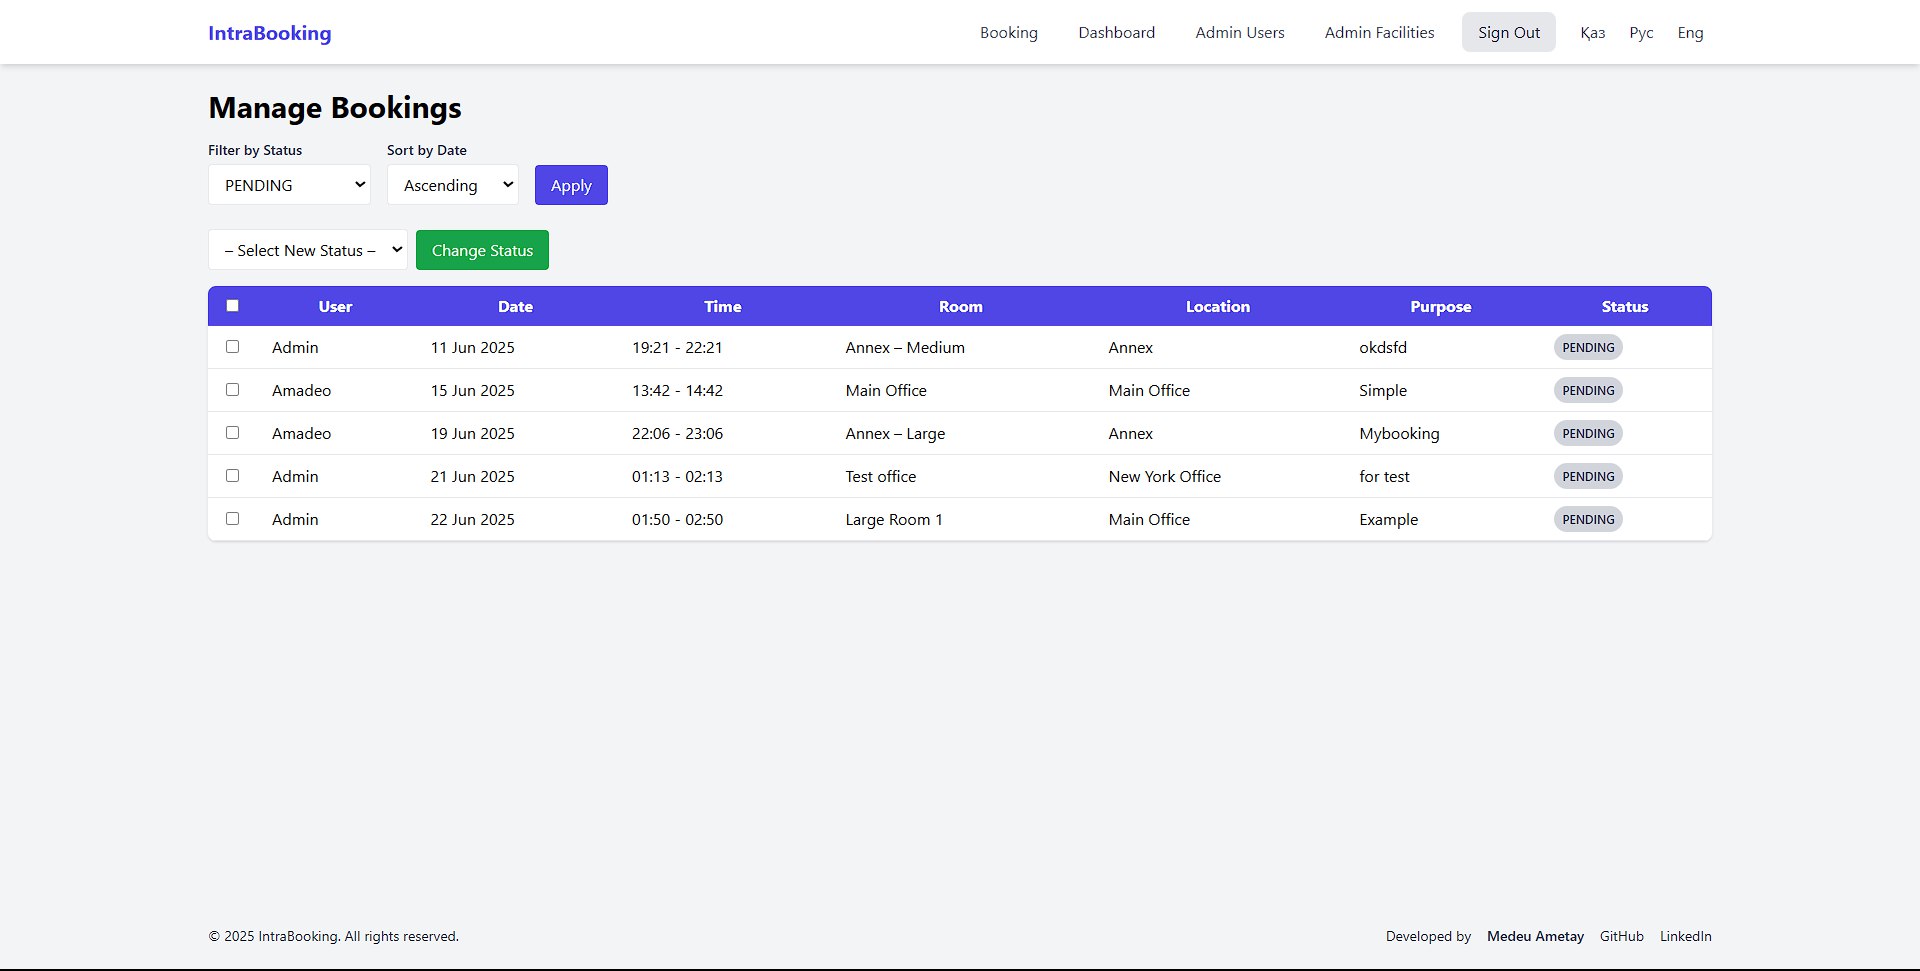 IntraBooking Booking Dashboard Admin Users Admin Facilities Sign Out Қаз Рус Eng
Manage Bookings
Filter by Status Sort by Date
PENDING Ascending Apply
– Select New Status – Change Status
User Date Time Room Location Purpose Status
Admin 11 Jun 2025 19:21 - 22:21 Annex – Medium Annex okdsfd PENDING
Amadeo 15 Jun 2025 13:42 - 14:42 Main Office Main Office Simple PENDING
Amadeo 19 Jun 2025 22:06 - 23:06 Annex – Large Annex Mybooking PENDING
Admin 21 Jun 2025 01:13 - 02:13 Test office New York Office for test PENDING
Admin 22 Jun 2025 01:50 - 02:50 Large Room 1 Main Office Example PENDING
© 2025 IntraBooking. All rights reserved. Developed by Medeu Ametay GitHub LinkedIn